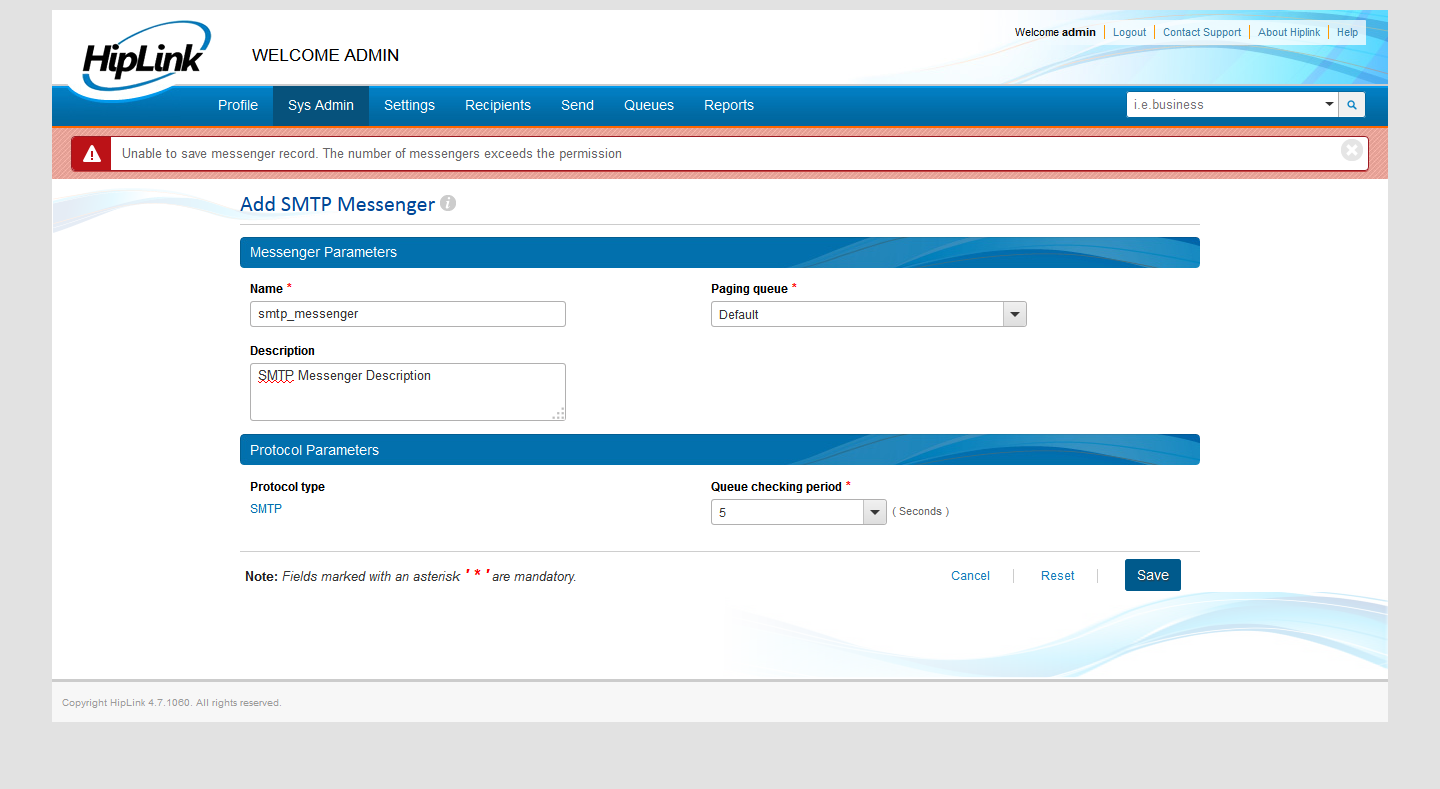 HipLink
WELCOME ADMIN
Welcome admin Logout Contact Support About Hiplink Help
Profile Sys Admin Settings Recipients Send Queues Reports i.e.business
Unable to save messenger record. The number of messengers exceeds the permission
Add SMTP Messenger i
Messenger Parameters
Name * Paging queue *
smtp_messenger Default
Description
SMTP Messenger Description
Protocol Parameters
Protocol type Queue checking period *
SMTP 5 ( Seconds )
Note: Fields marked with an asterisk ' * ' are mandatory. Cancel Reset Save
Copyright HipLink 4.7.1060. All rights reserved.